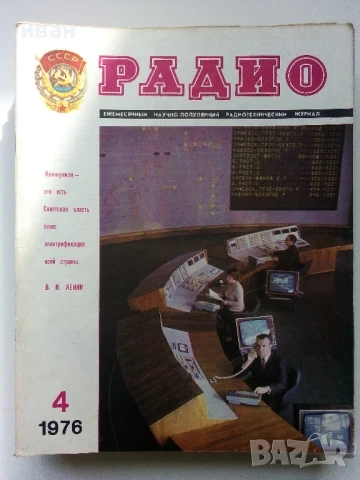 иван
СССР
РАДИО
ЕЖЕМЕСЯЧНЫЙ НАУЧНО-ПОПУЛЯРНЫЙ РАДИОТЕХНИЧЕСКИЙ ЖУРНАЛ
Коммунизм —
это есть
Советская власть
плюс
электрификация
всей страны.
В. И. ЛЕНИН
4
1976
BAZAR